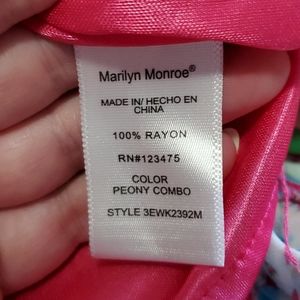 Marilyn Monroe®
MADE IN/ HECHO EN
CHINA
100% RAYON
RN#123475
COLOR
PEONY COMBO
STYLE 3EWK2392M